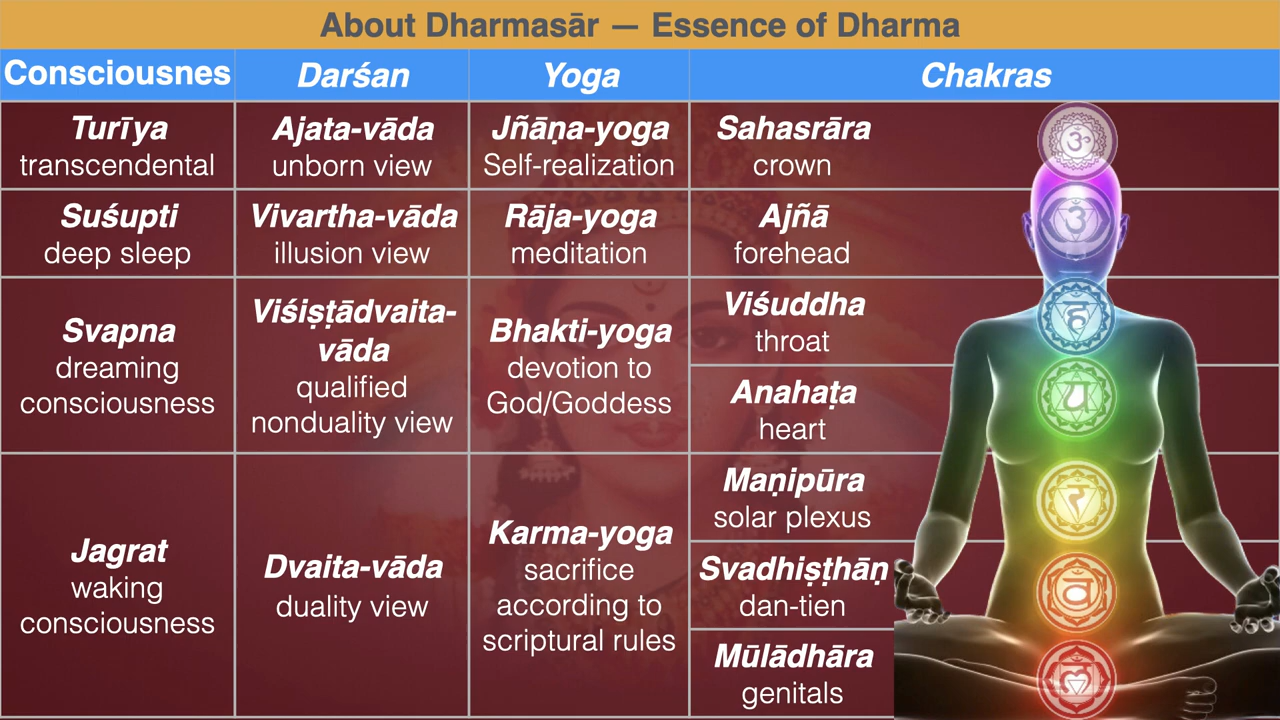 About Dharmasār — Essence of Dharma
Consciousnes Darśan Yoga Chakras
Turīya
transcendental
Ajata-vāda
unborn view
Jñāṇa-yoga
Self-realization
Sahasrāra
crown
Suśupti
deep sleep
Vivartha-vāda
illusion view
Rāja-yoga
meditation
Ajñā
forehead
Svapna
dreaming
consciousness
Viśiṣṭādvaita-
vāda
qualified
nonduality view
Bhakti-yoga
devotion to
God/Goddess
Viśuddha
throat
Anahaṭa
heart
Jagrat
waking
consciousness
Dvaita-vāda
duality view
Karma-yoga
sacrifice
according to
scriptural rules
Maṇipūra
solar plexus
Svadhiṣṭhāṇ
dan-tien
Mūlādhāra
genitals